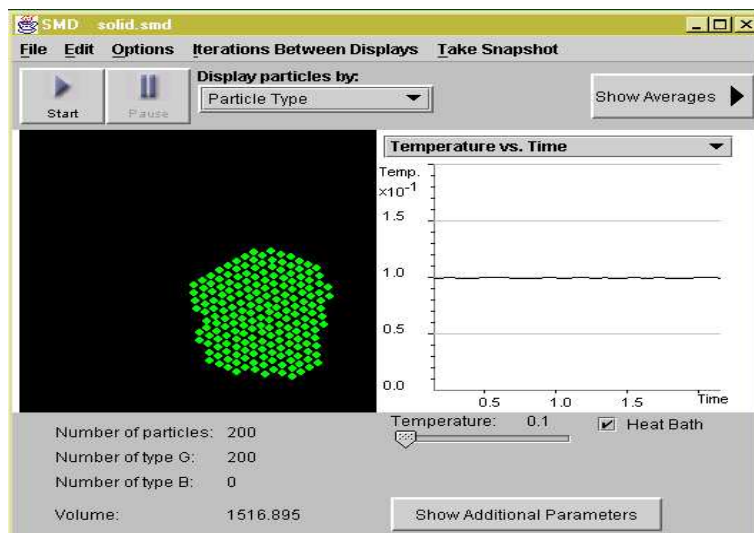 SMD solid.smd
File Edit Options Iterations Between Displays Take Snapshot
Start
Pause
Display particles by:
Particle Type
Show Averages
Temperature vs. Time
Temp.
×10-1
1.5
1.0
0.5
0.0
0.5 1.0 1.5 Time
Number of particles: 200
Number of type G: 200
Number of type B: 0
Volume: 1516.895
Temperature: 0.1
Heat Bath
Show Additional Parameters